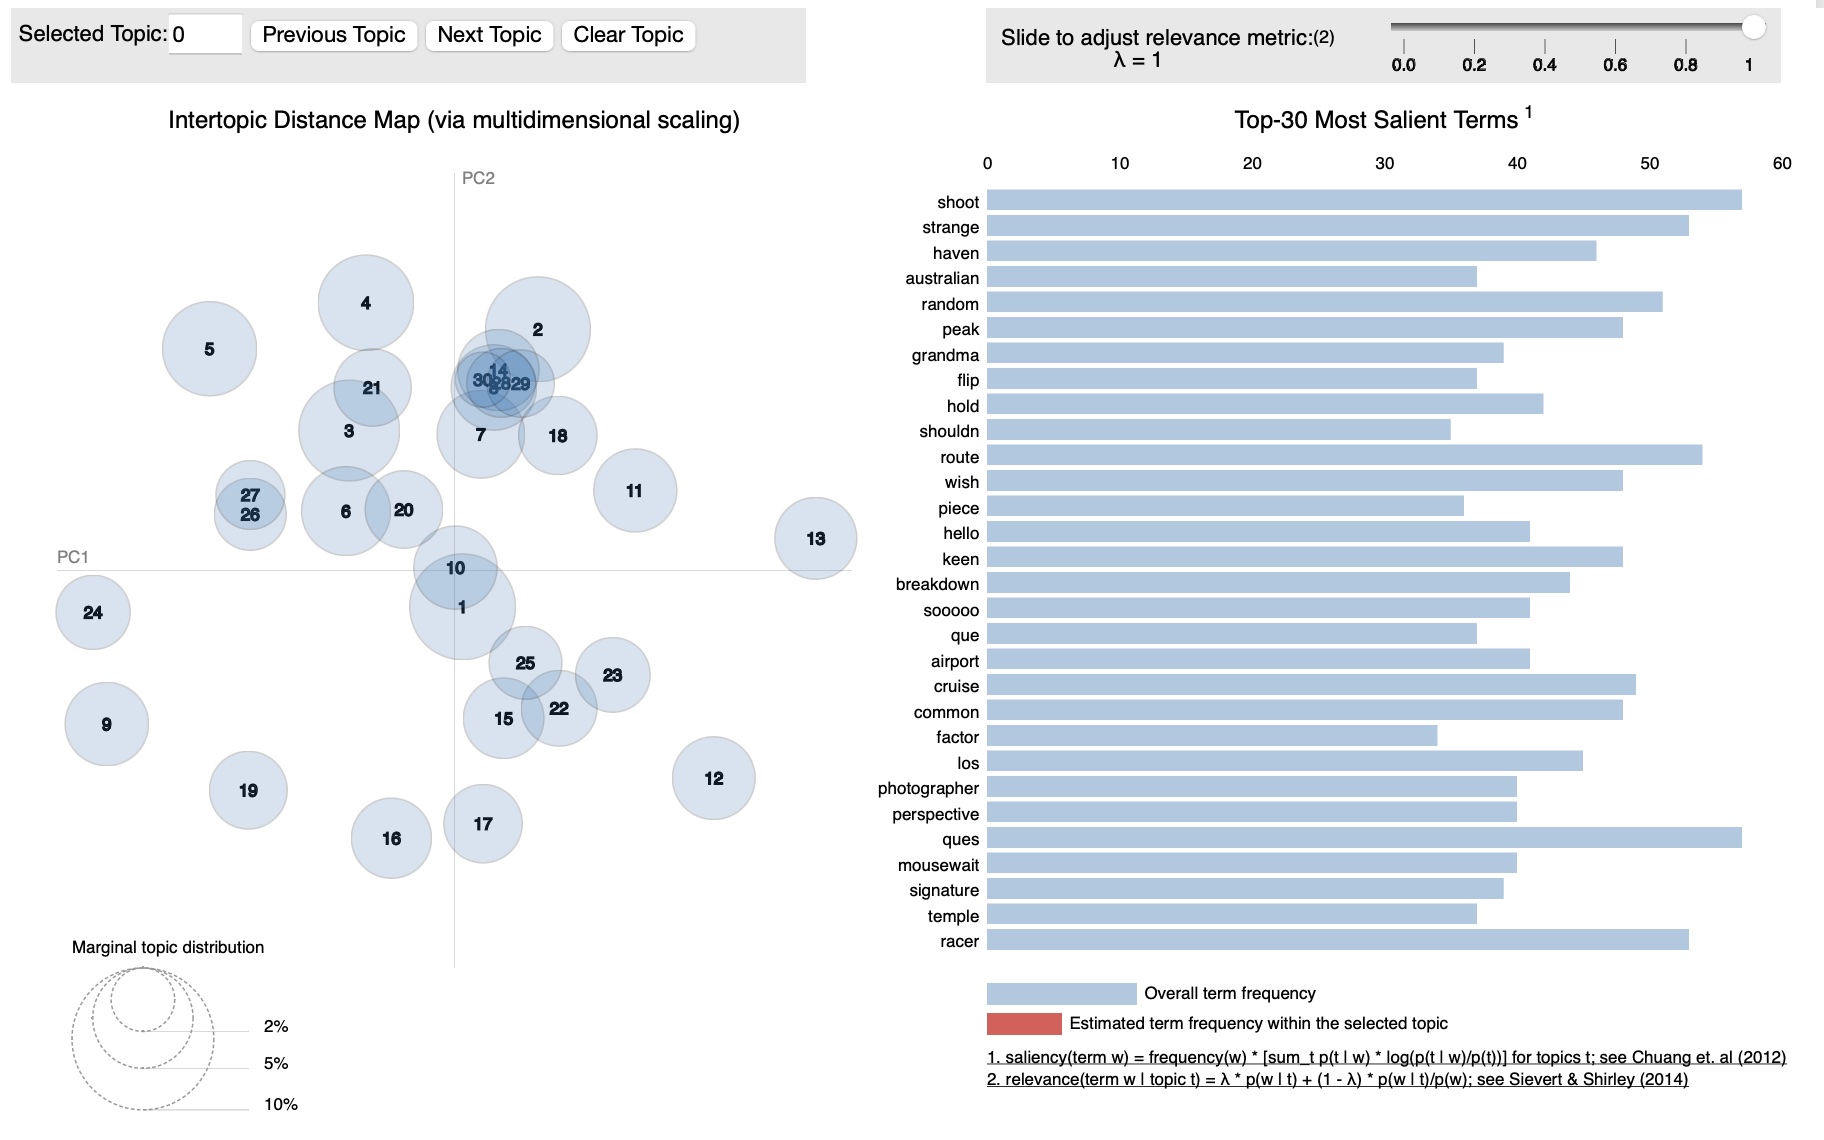 Selected Topic: 0 Previous Topic Next Topic Clear Topic
Slide to adjust relevance metric:(2)
λ = 1
0.0 0.2 0.4 0.6 0.8 1
Intertopic Distance Map (via multidimensional scaling)
PC2
PC1
4
2
5
14
30
28
29
8
21
3
7
18
27
26
6
20
11
13
10
1
24
25
23
9
15
22
19
12
16
17
Marginal topic distribution
2%
5%
10%
Top-30 Most Salient Terms 1
0 10 20 30 40 50 60
shoot
strange
haven
australian
random
peak
grandma
flip
hold
shouldn
route
wish
piece
hello
keen
breakdown
sooooo
que
airport
cruise
common
factor
los
photographer
perspective
ques
mousewait
signature
temple
racer
Overall term frequency
Estimated term frequency within the selected topic
1. saliency(term w) = frequency(w) * [sum_t p(t | w) * log(p(t | w)/p(t))] for topics t; see Chuang et. al (2012)
2. relevance(term w | topic t) = λ * p(w | t) + (1 - λ) * p(w | t)/p(w); see Sievert & Shirley (2014)